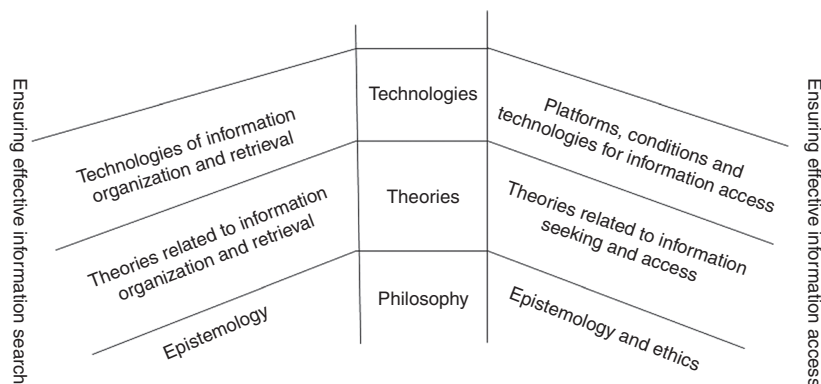 Ensuring effective information search
Technologies of information
organization and retrieval
Theories related to information
organization and retrieval
Epistemology
Technologies
Theories
Philosophy
Platforms, conditions and
technologies for information access
Theories related to information
seeking and access
Epistemology and ethics
Ensuring effective information access